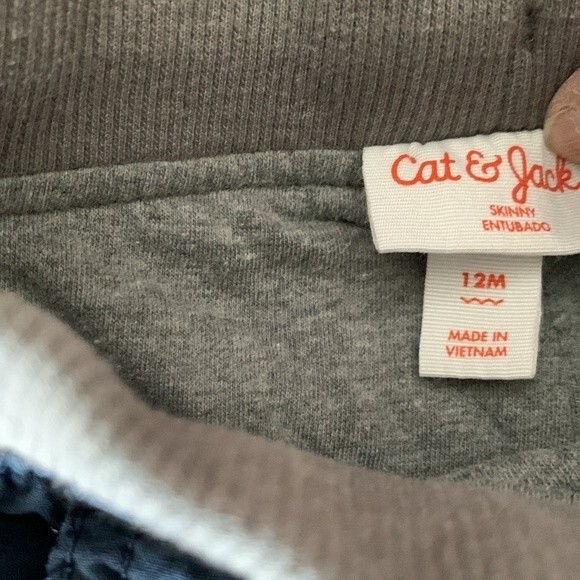 Cat & Jack
SKINNY
ENTUBADO
12M
MADE IN
VIETNAM